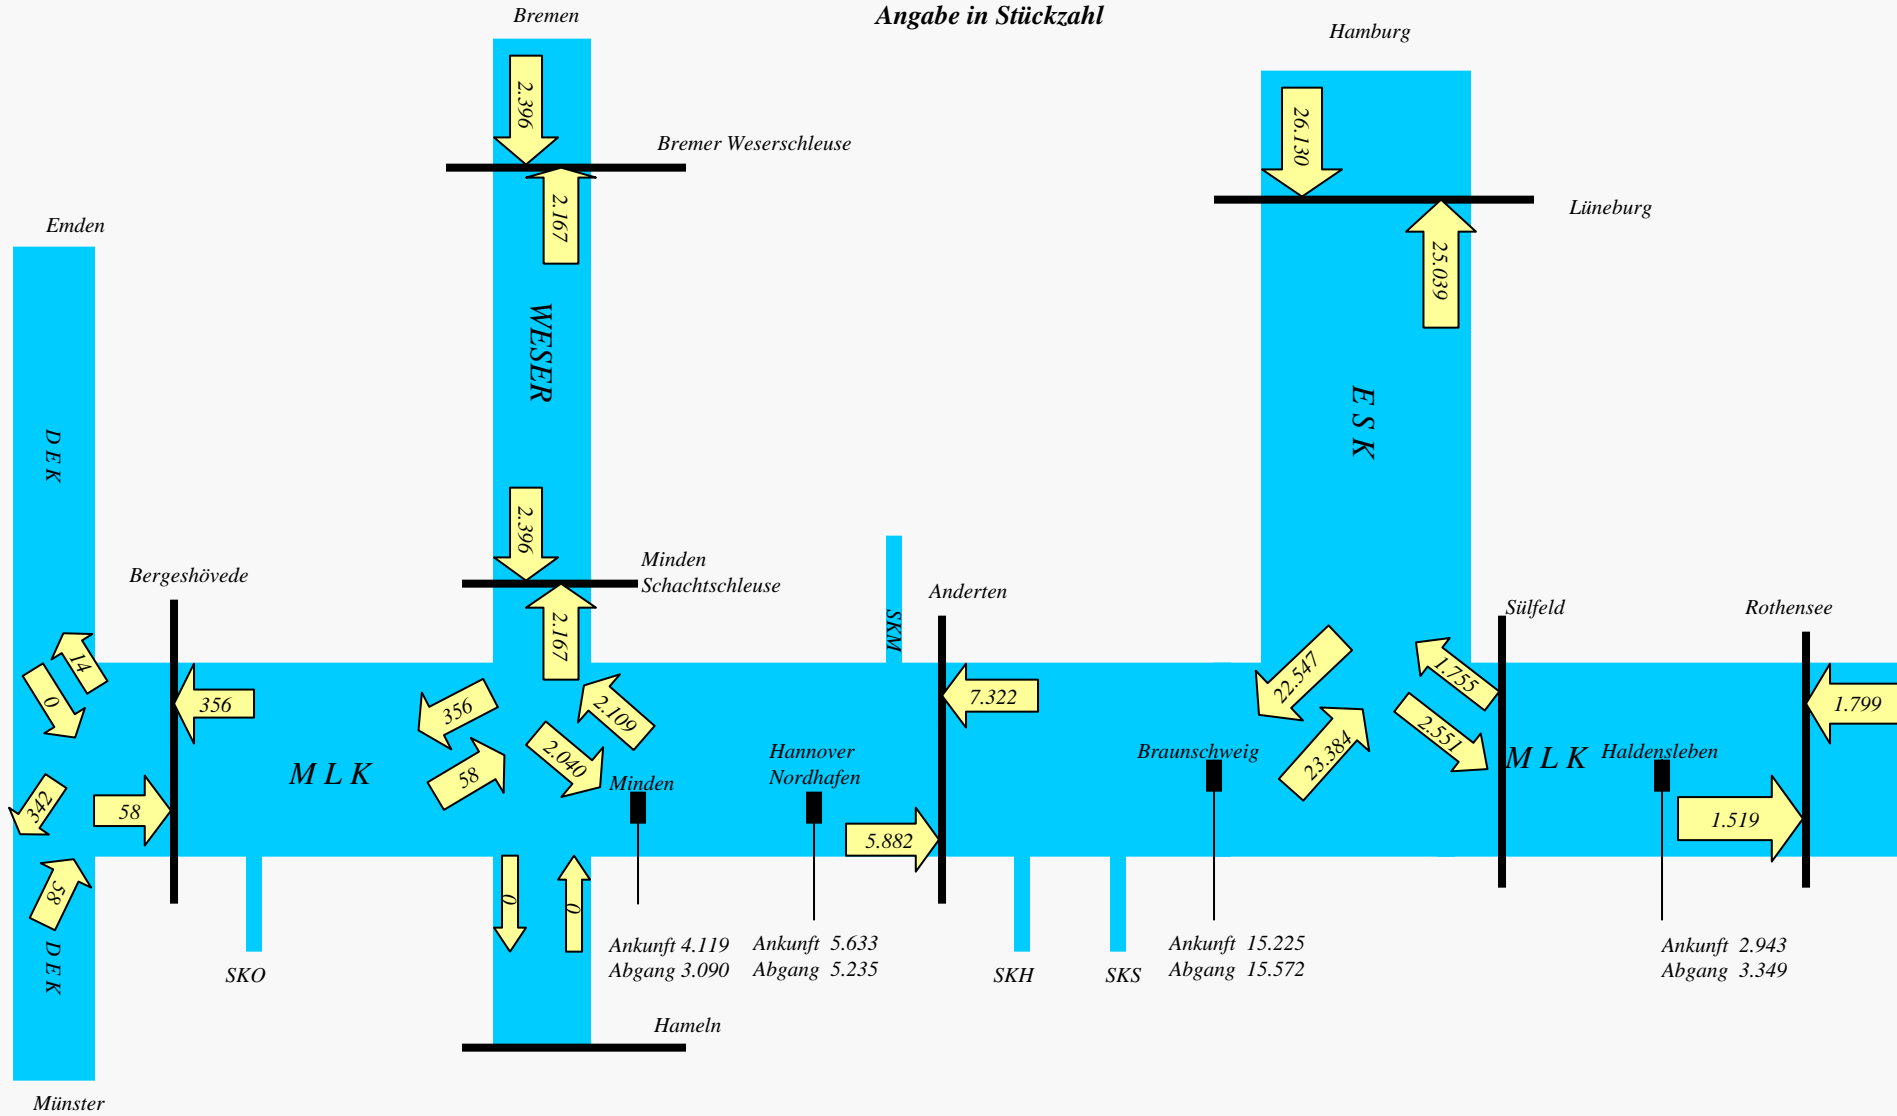 Angabe in Stückzahl
Bremen
Hamburg
2.396
26.130
Bremer Weserschleuse
2.167
Lüneburg
Emden
25.039
WESER
DEK
E S K
2.396
Minden
Schachtschleuse
Bergeshövede
Anderten
Sülfeld
Rothensee
2.167
SKM
14
0
356
356
2.109
7.322
22.547
1.755
1.799
58
2.040
23.384
2.551
M L K
Minden
Hannover
Nordhafen
Braunschweig
M L K
Haldensleben
342
58
5.882
1.519
58
0
0
DEK
SKO
Ankunft 4.119
Abgang 3.090
Ankunft 5.633
Abgang 5.235
SKH
SKS
Ankunft 15.225
Abgang 15.572
Ankunft 2.943
Abgang 3.349
Hameln
Münster